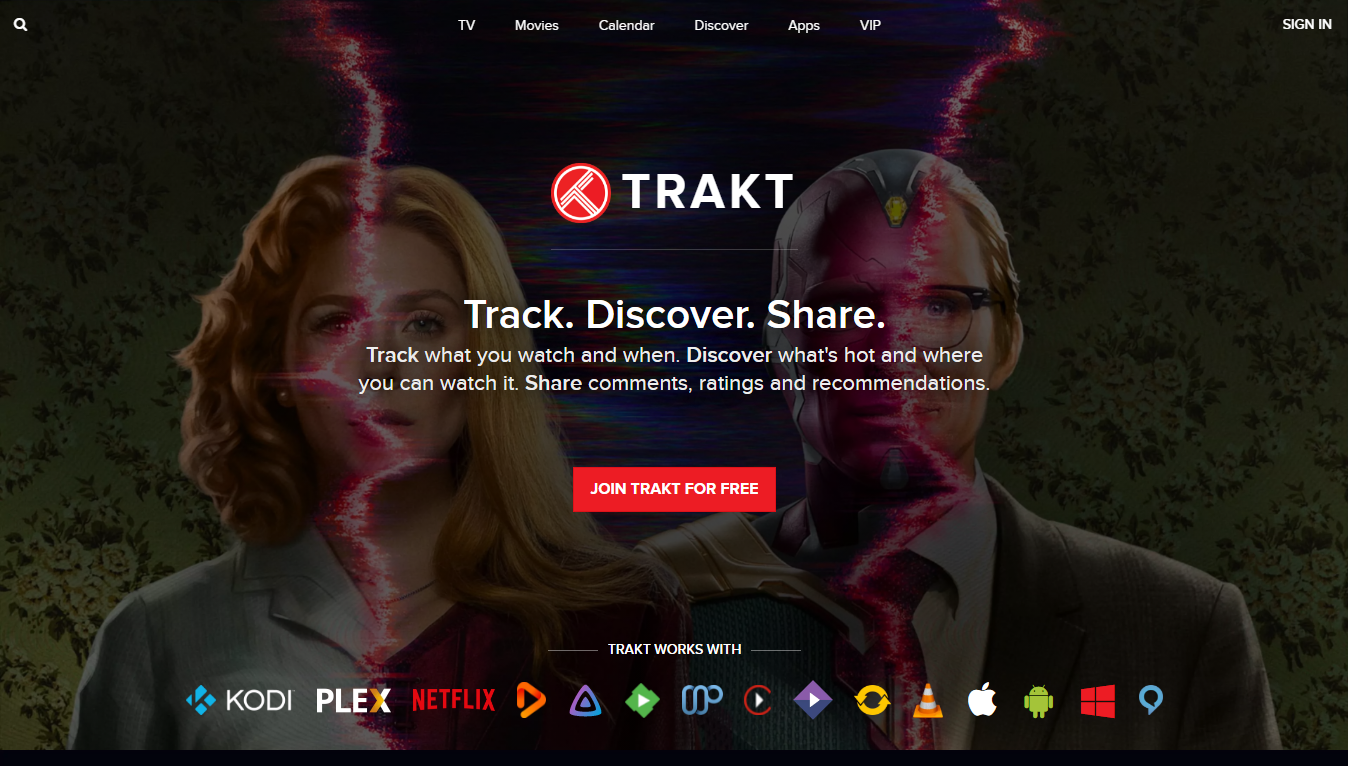 TV Movies Calendar Discover Apps VIP SIGN IN
TRAKT
Track. Discover. Share.
Track what you watch and when. Discover what's hot and where
you can watch it. Share comments, ratings and recommendations.
JOIN TRAKT FOR FREE
TRAKT WORKS WITH
KODI PLEX NETFLIX